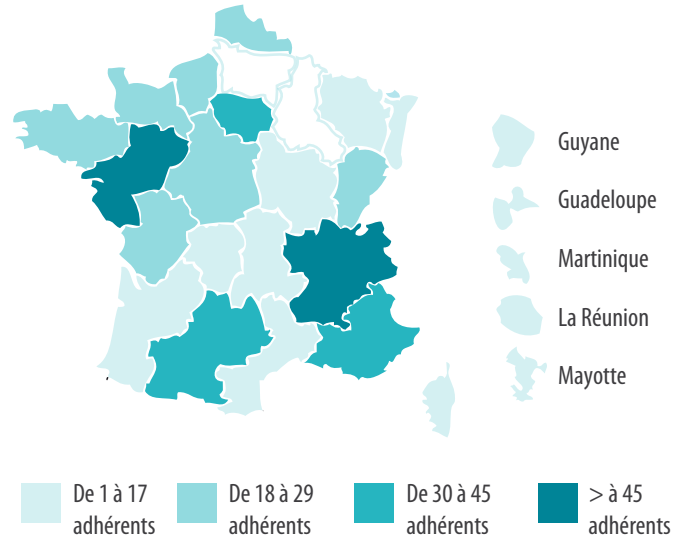 Guyane
Guadeloupe
Martinique
La Réunion
Mayotte
De 1 à 17
adhérents
De 18 à 29
adhérents
De 30 à 45
adhérents
> à 45
adhérents